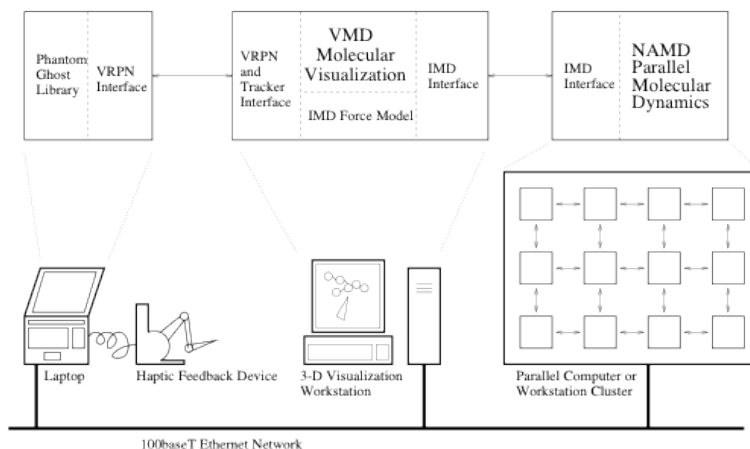 Phantom
Ghost
Library
VRPN
Interface
VRPN
and
Tracker
Interface
VMD
Molecular
Visualization
IMD Force Model
IMD
Interface
IMD
Interface
NAMD
Parallel
Molecular
Dynamics
Laptop
Haptic Feedback Device
3-D Visualization
Workstation
Parallel Computer or
Workstation Cluster
100baseT Ethernet Network